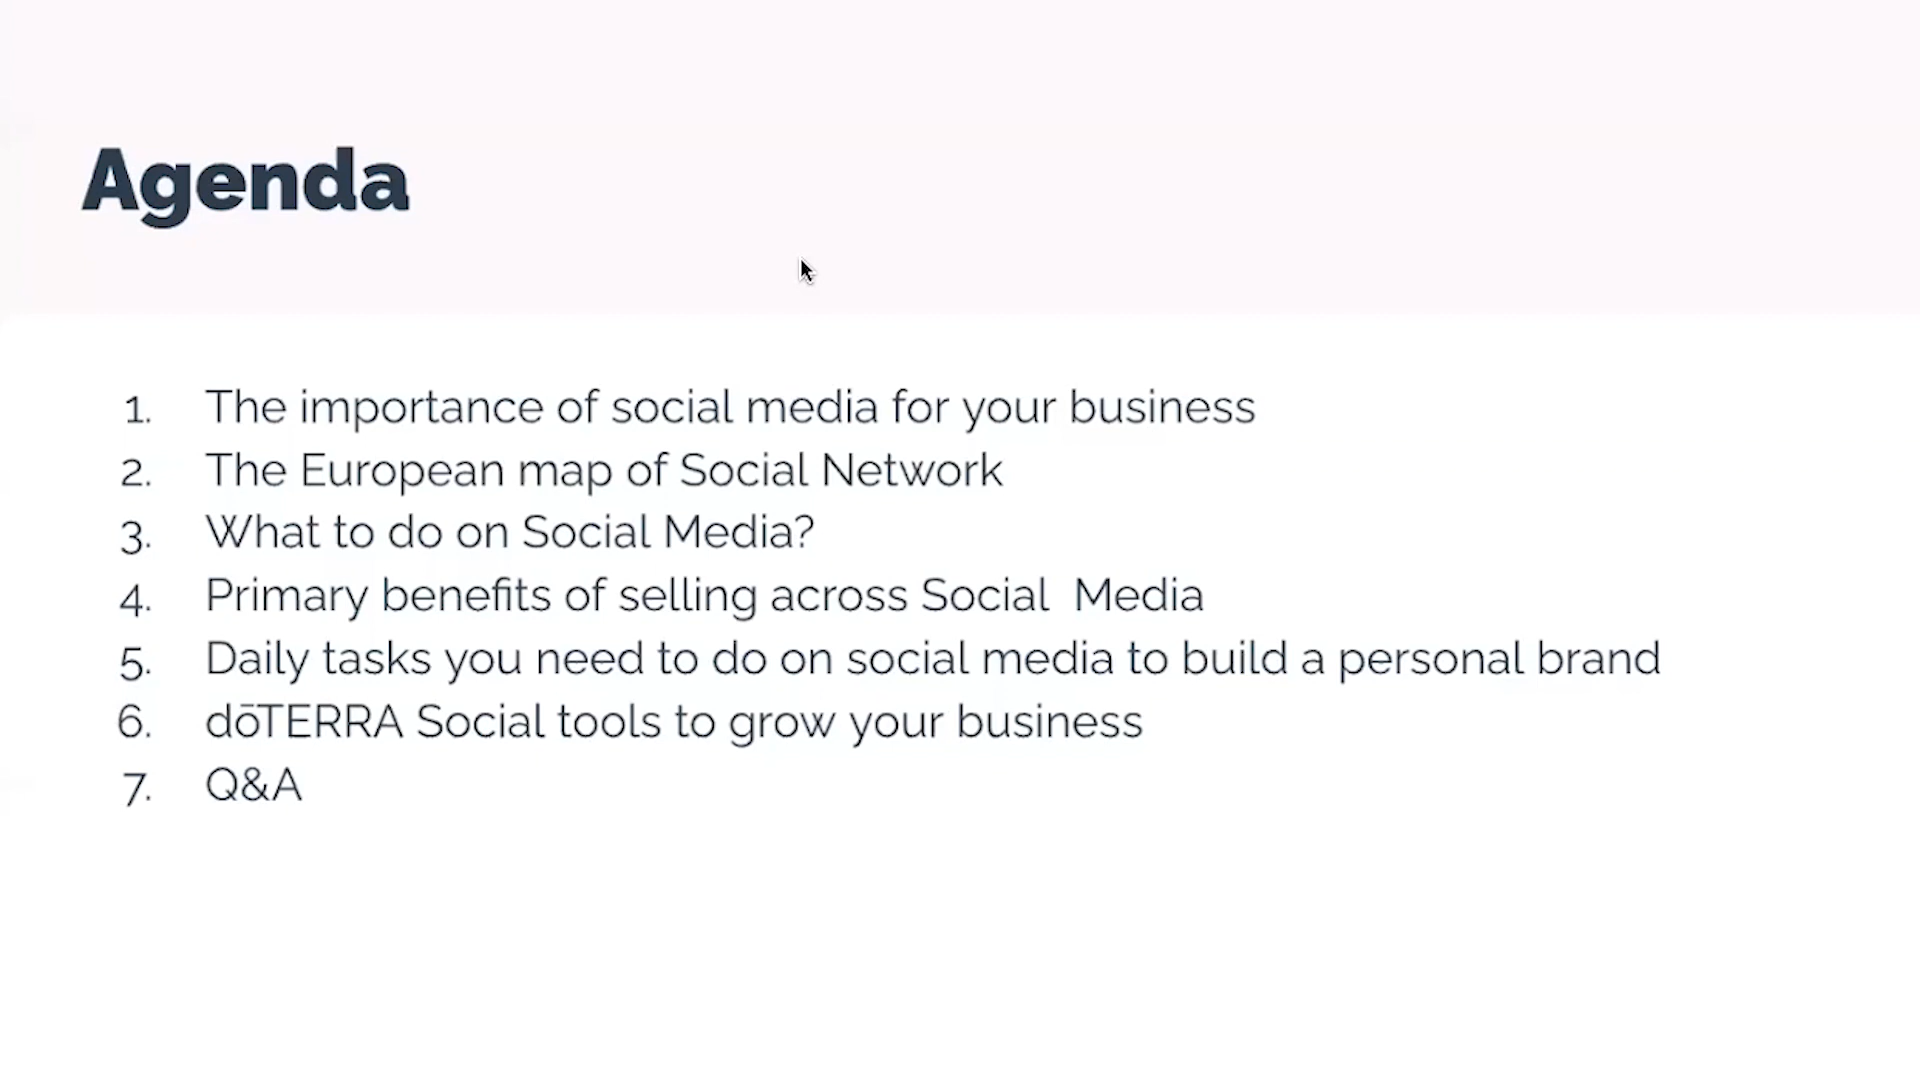 Agenda
1. The importance of social media for your business
2. The European map of Social Network
3. What to do on Social Media?
4. Primary benefits of selling across Social  Media
5. Daily tasks you need to do on social media to build a personal brand
6. dōTERRA Social tools to grow your business
7. Q&A